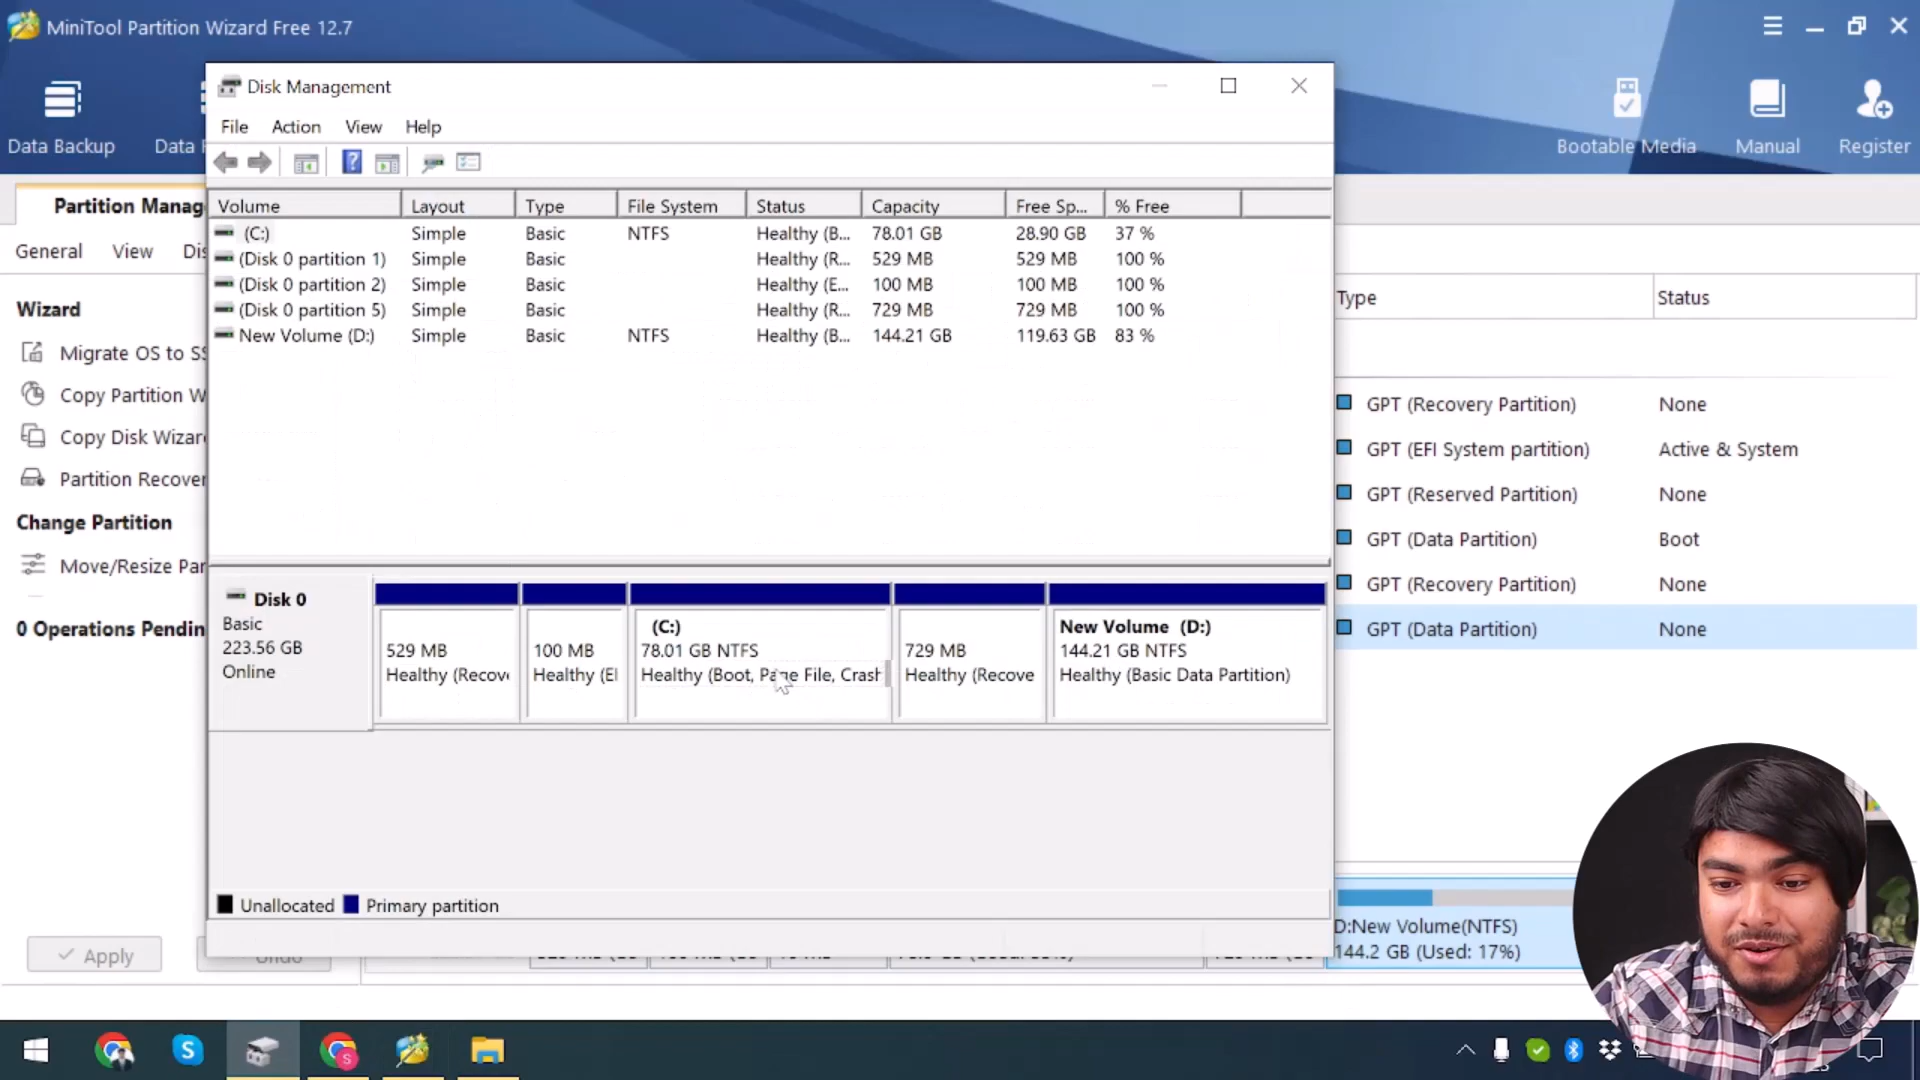 MiniTool Partition Wizard Free 12.7
Data Backup
Data
Bootable Media
Manual
Register
Disk Management
File Action View Help
Partition Manag
General View Dis
Wizard
Migrate OS to SS
Copy Partition W
Copy Disk Wizar
Partition Recover
Change Partition
Move/Resize Par
0 Operations Pendin
Apply
Undo
Volume Layout Type File System Status Capacity Free Sp... % Free
(C:) Simple Basic NTFS Healthy (B... 78.01 GB 28.90 GB 37 %
(Disk 0 partition 1) Simple Basic Healthy (R... 529 MB 529 MB 100 %
(Disk 0 partition 2) Simple Basic Healthy (E... 100 MB 100 MB 100 %
(Disk 0 partition 5) Simple Basic Healthy (R... 729 MB 729 MB 100 %
New Volume (D:) Simple Basic NTFS Healthy (B... 144.21 GB 119.63 GB 83 %
Disk 0
Basic
223.56 GB
Online
529 MB
Healthy (Recov
100 MB
Healthy (EI
(C:)
78.01 GB NTFS
Healthy (Boot, Page File, Crash
729 MB
Healthy (Recove
New Volume (D:)
144.21 GB NTFS
Healthy (Basic Data Partition)
Unallocated Primary partition
Type Status
GPT (Recovery Partition) None
GPT (EFI System partition) Active & System
GPT (Reserved Partition) None
GPT (Data Partition) Boot
GPT (Recovery Partition) None
GPT (Data Partition) None
D:New Volume(NTFS)
144.2 GB (Used: 17%)